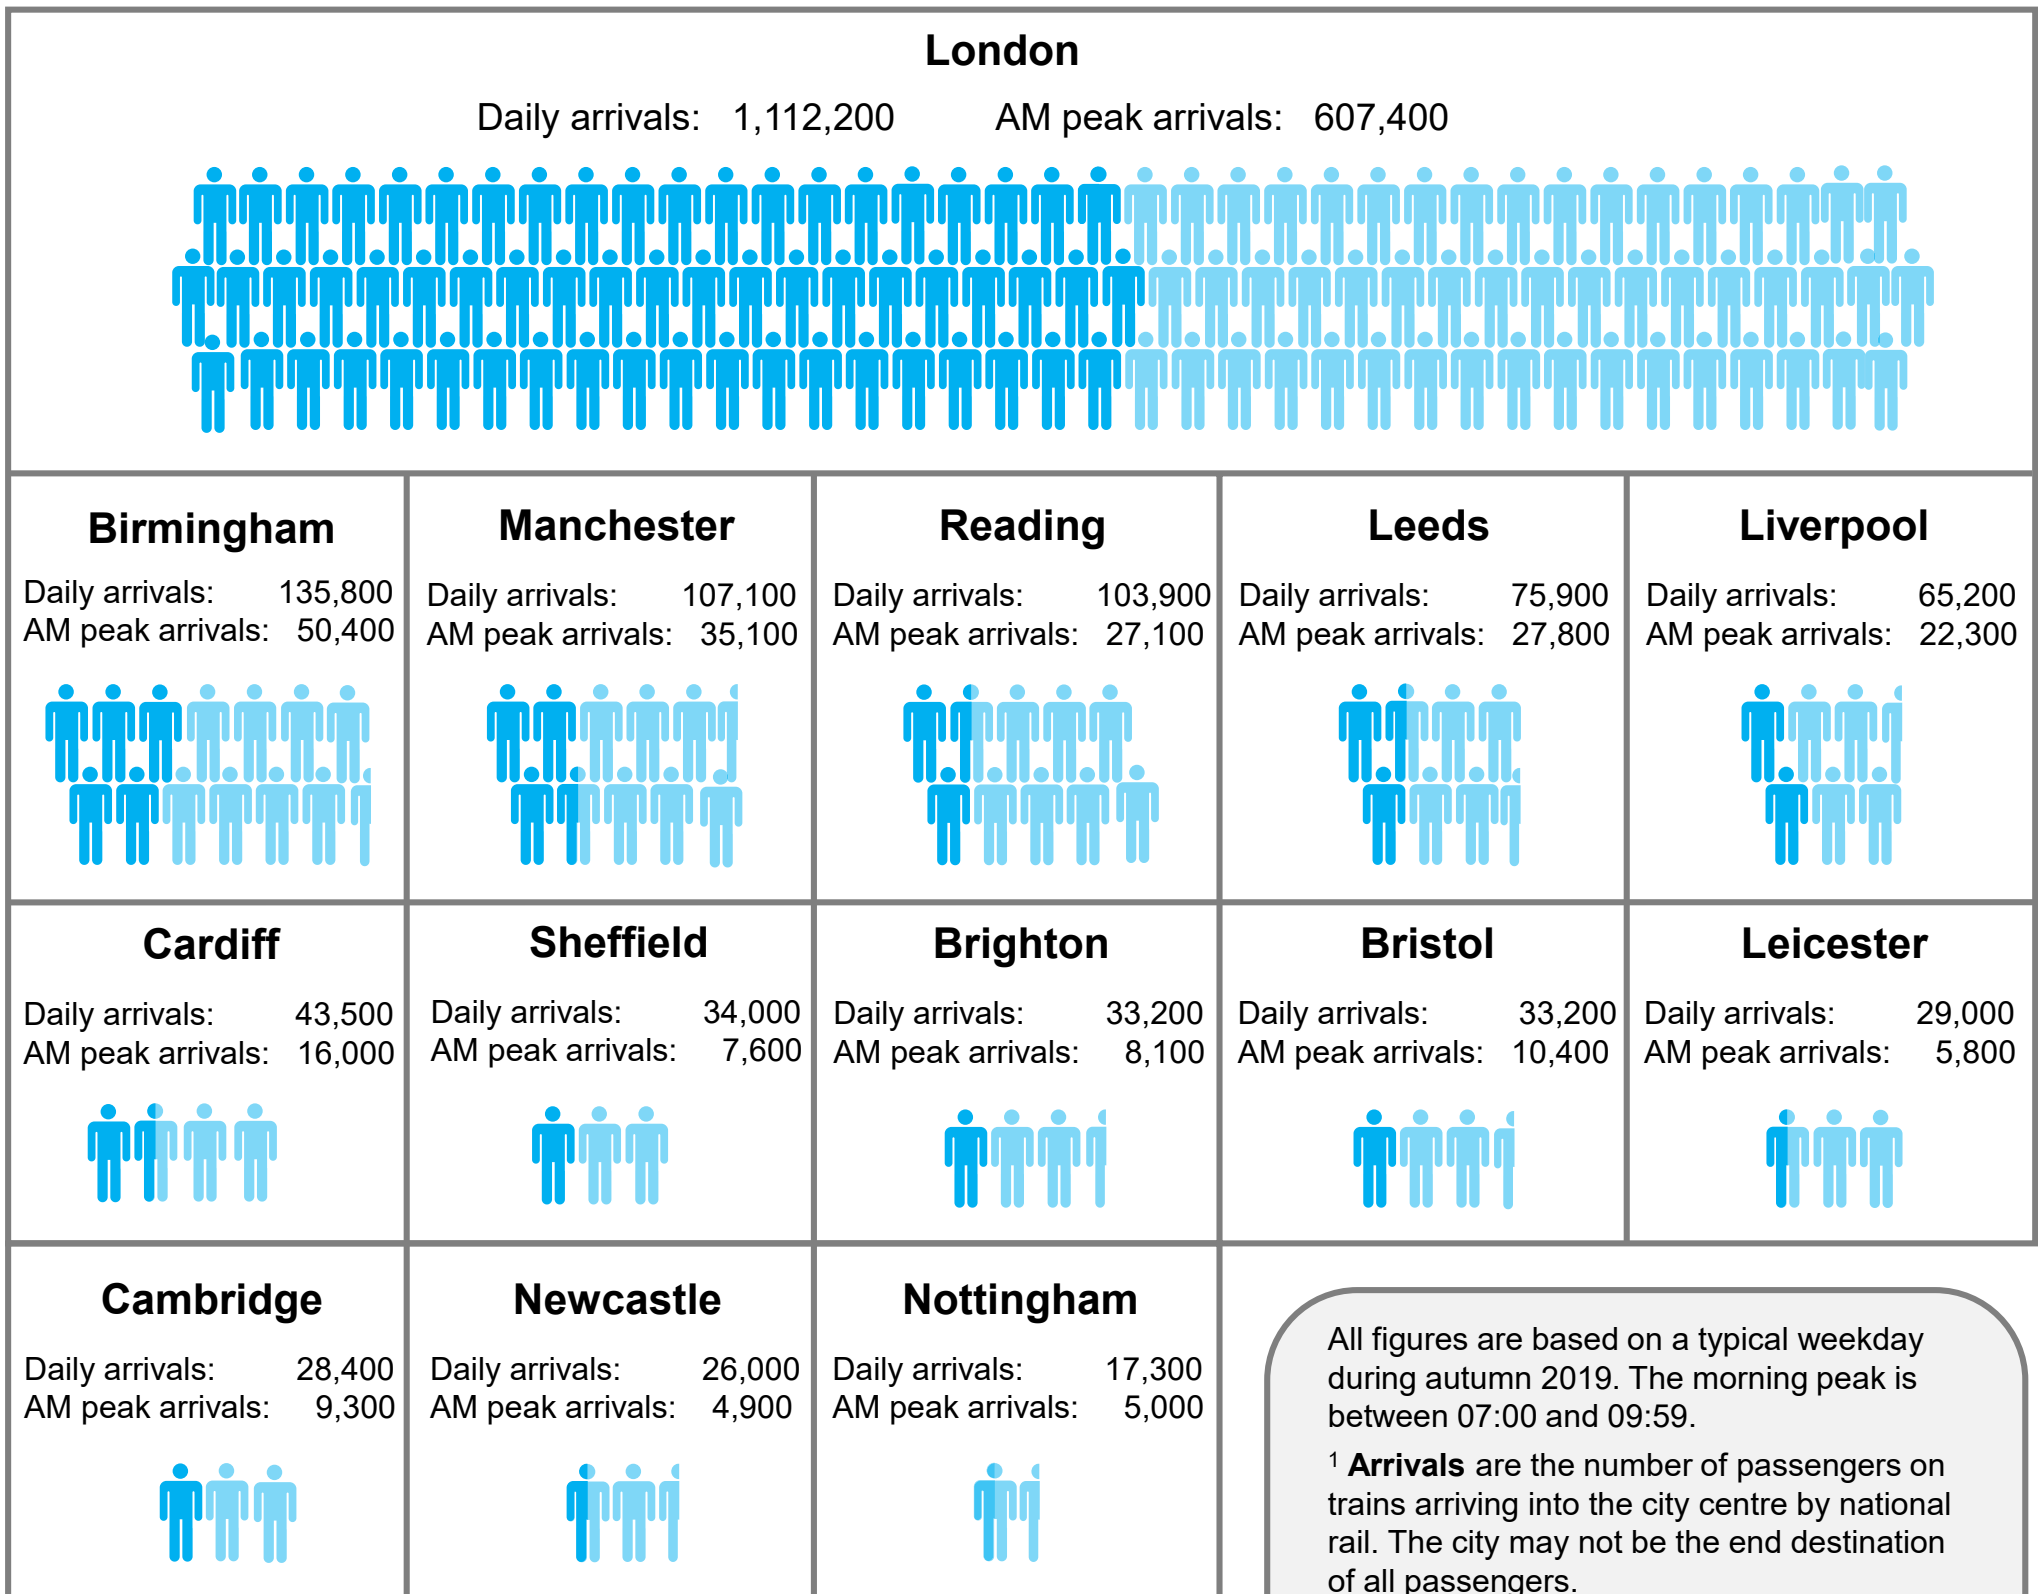 London
Daily arrivals: 1,112,200 AM peak arrivals: 607,400
Birmingham
Daily arrivals: 135,800
AM peak arrivals: 50,400
Manchester
Daily arrivals: 107,100
AM peak arrivals: 35,100
Reading
Daily arrivals: 103,900
AM peak arrivals: 27,100
Leeds
Daily arrivals: 75,900
AM peak arrivals: 27,800
Liverpool
Daily arrivals: 65,200
AM peak arrivals: 22,300
Cardiff
Daily arrivals: 43,500
AM peak arrivals: 16,000
Sheffield
Daily arrivals: 34,000
AM peak arrivals: 7,600
Brighton
Daily arrivals: 33,200
AM peak arrivals: 8,100
Bristol
Daily arrivals: 33,200
AM peak arrivals: 10,400
Leicester
Daily arrivals: 29,000
AM peak arrivals: 5,800
Cambridge
Daily arrivals: 28,400
AM peak arrivals: 9,300
Newcastle
Daily arrivals: 26,000
AM peak arrivals: 4,900
Nottingham
Daily arrivals: 17,300
AM peak arrivals: 5,000
All figures are based on a typical weekday
during autumn 2019. The morning peak is
between 07:00 and 09:59.
¹ Arrivals are the number of passengers on
trains arriving into the city centre by national
rail. The city may not be the end destination
of all passengers.